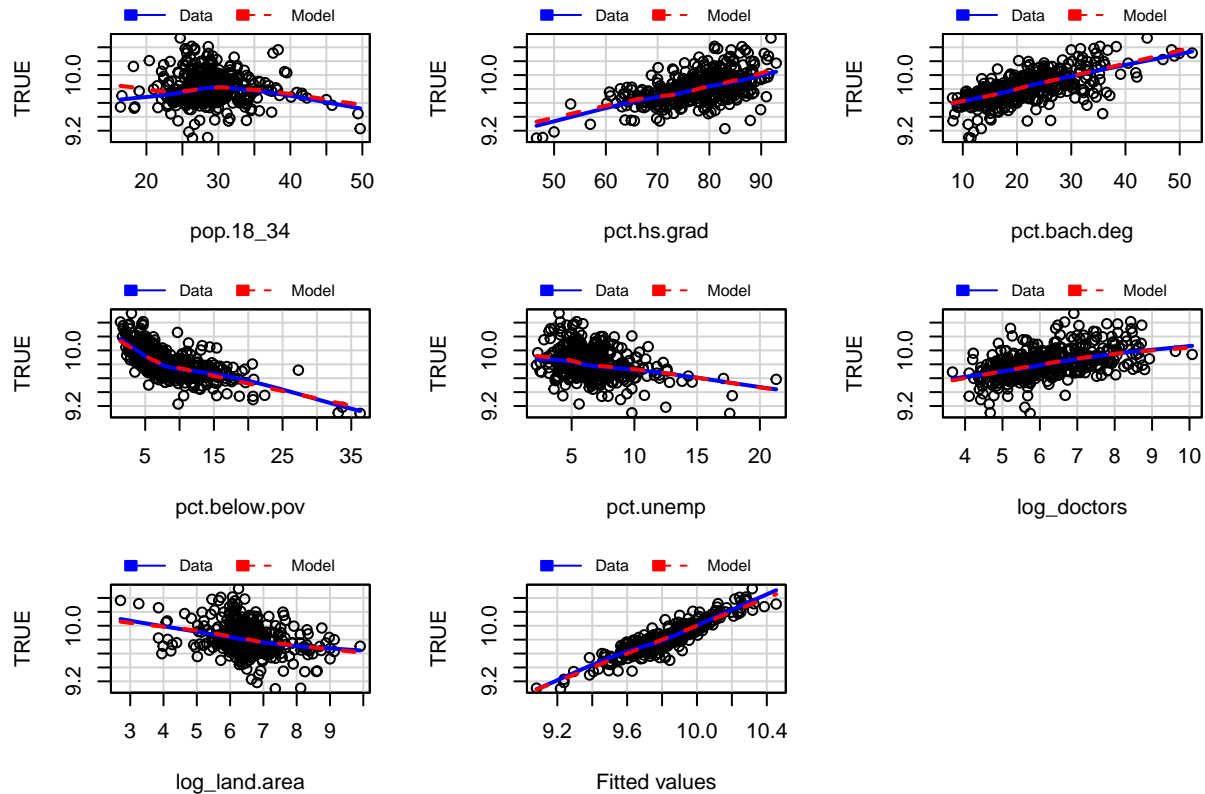 Data Model
TRUE
9.2 10.0
20 30 40 50
pop.18_34
Data Model
TRUE
9.2 10.0
50 60 70 80 90
pct.hs.grad
Data Model
TRUE
9.2 10.0
10 20 30 40 50
pct.bach.deg
Data Model
TRUE
9.2 10.0
5 15 25 35
pct.below.pov
Data Model
TRUE
9.2 10.0
5 10 15 20
pct.unemp
Data Model
TRUE
9.2 10.0
4 5 6 7 8 9 10
log_doctors
Data Model
TRUE
9.2 10.0
3 4 5 6 7 8 9
log_land.area
Data Model
TRUE
9.2 10.0
9.2 9.6 10.0 10.4
Fitted values